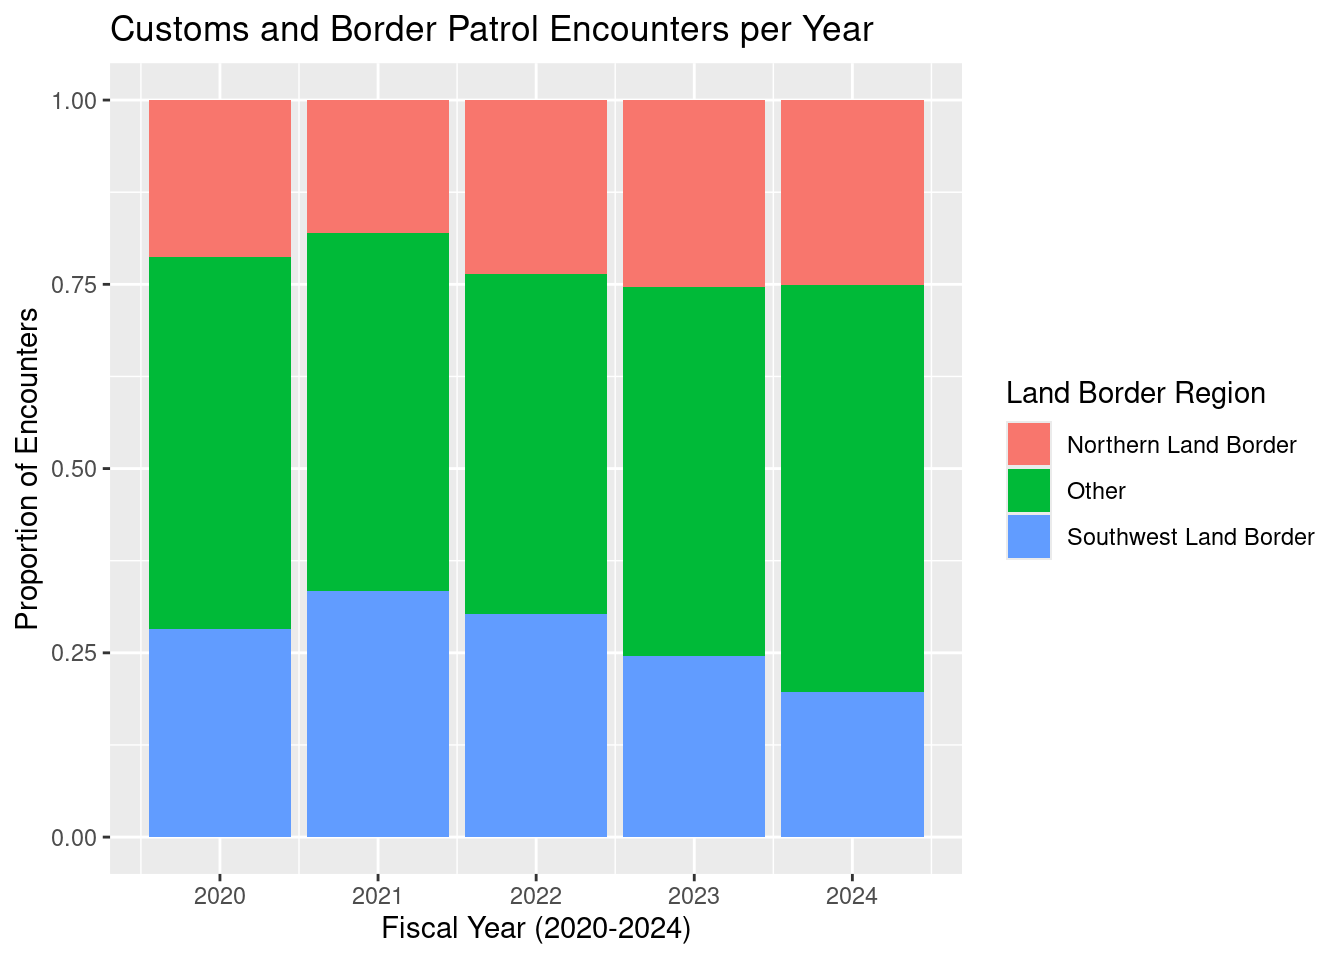 Customs and Border Patrol Encounters per Year
1.00
0.75
0.50
0.25
0.00
Proportion of Encounters
2020 2021 2022 2023 2024
Fiscal Year (2020-2024)
Land Border Region
Northern Land Border
Other
Southwest Land Border